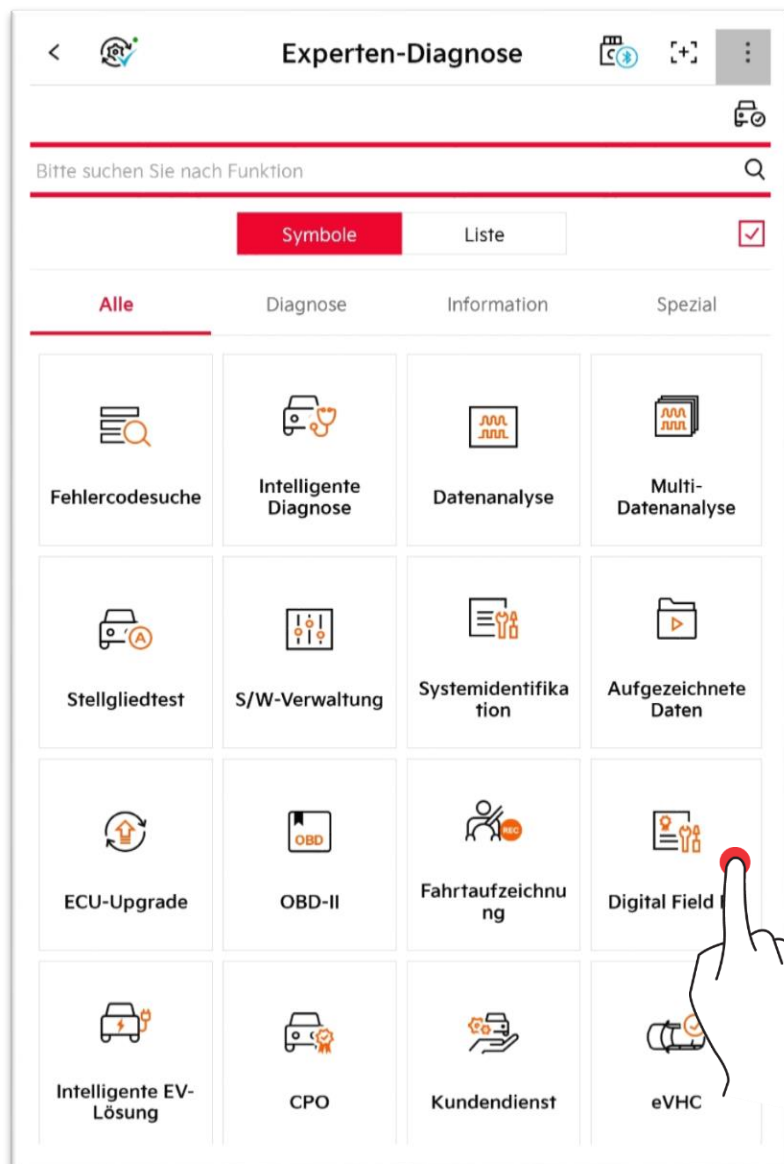 Experten-Diagnose
Bitte suchen Sie nach Funktion
Symbole
Liste
Alle
Diagnose
Information
Spezial
Fehlercodesuche
Intelligente
Diagnose
Datenanalyse
Multi-
Datenanalyse
A
Stellgliedtest
S/W-Verwaltung
Systemidentifika
tion
Aufgezeichnete
Daten
ECU-Upgrade
OBD
OBD-II
REC
Fahrtaufzeichnu
ng
Digital Field
Intelligente EV-
Lösung
CPO
Kundendienst
eVHC